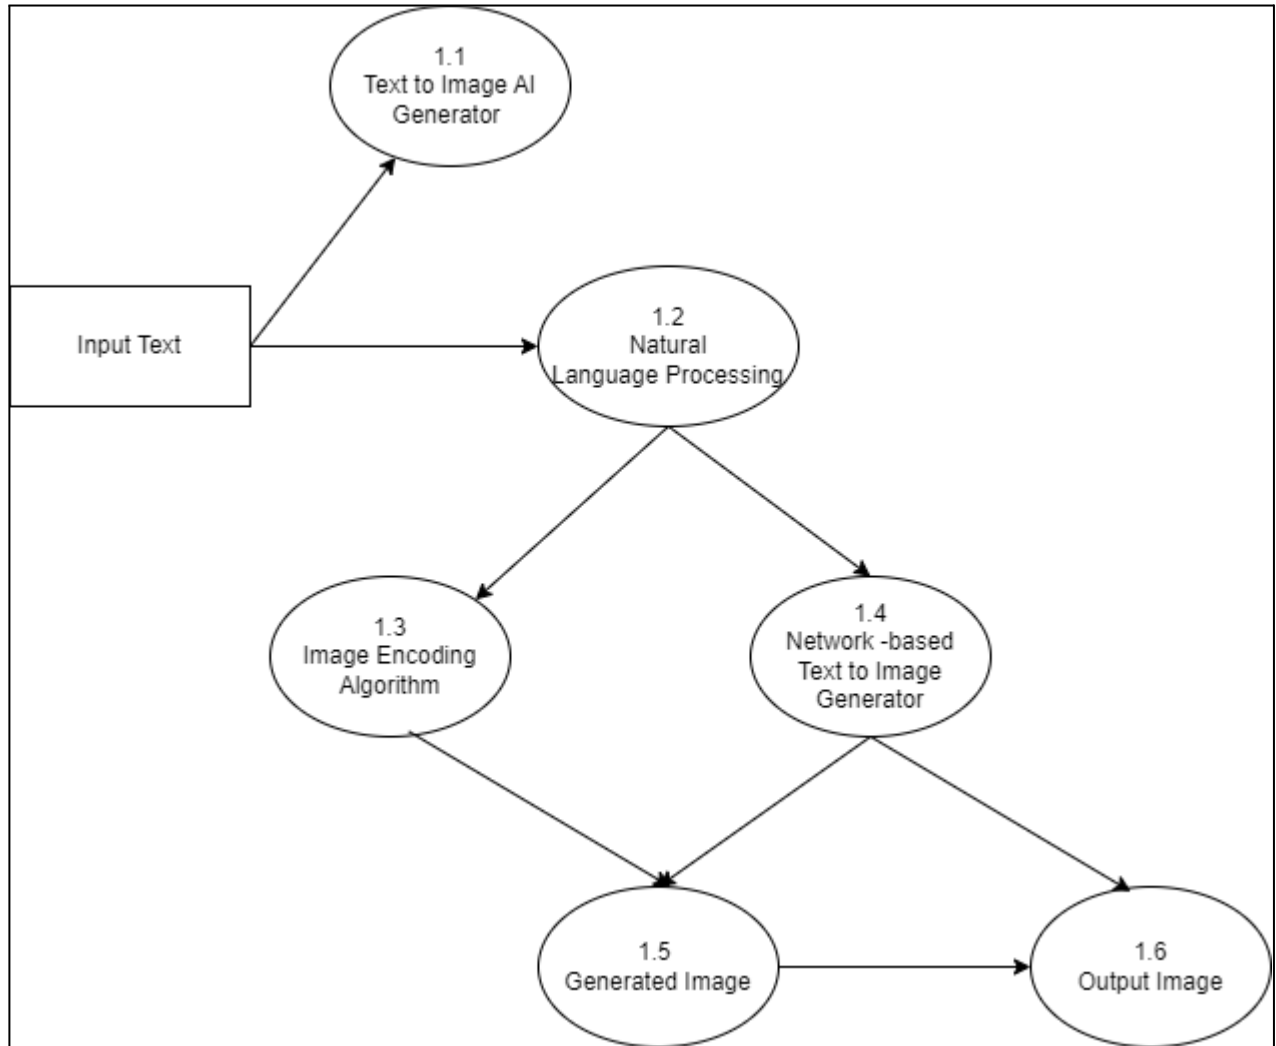 1.1
Text to Image AI
Generator
Input Text
1.2
Natural
Language Processing
1.3
Image Encoding
Algorithm
1.4
Network -based
Text to Image
Generator
1.5
Generated Image
1.6
Output Image